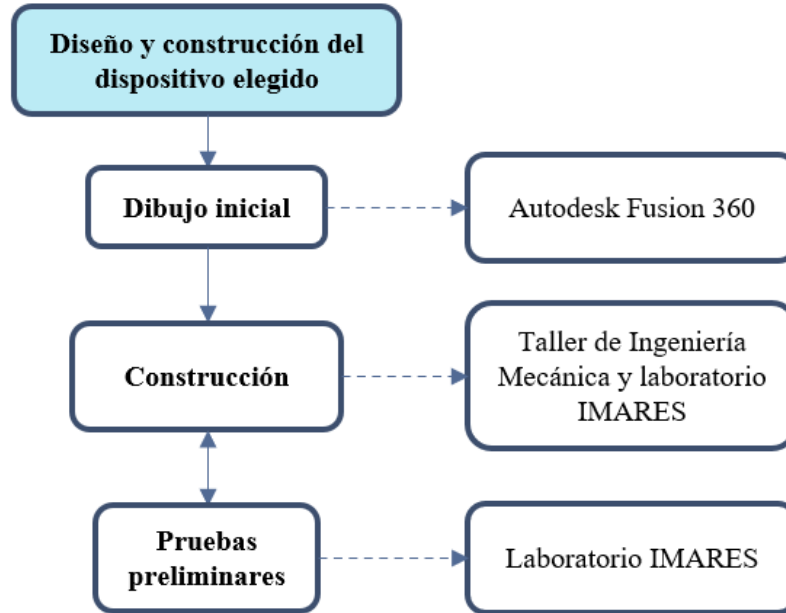 Diseño y construcción del
dispositivo elegido
Dibujo inicial
Autodesk Fusion 360
Construcción
Taller de Ingeniería
Mecánica y laboratorio
IMARES
Pruebas
preliminares
Laboratorio IMARES